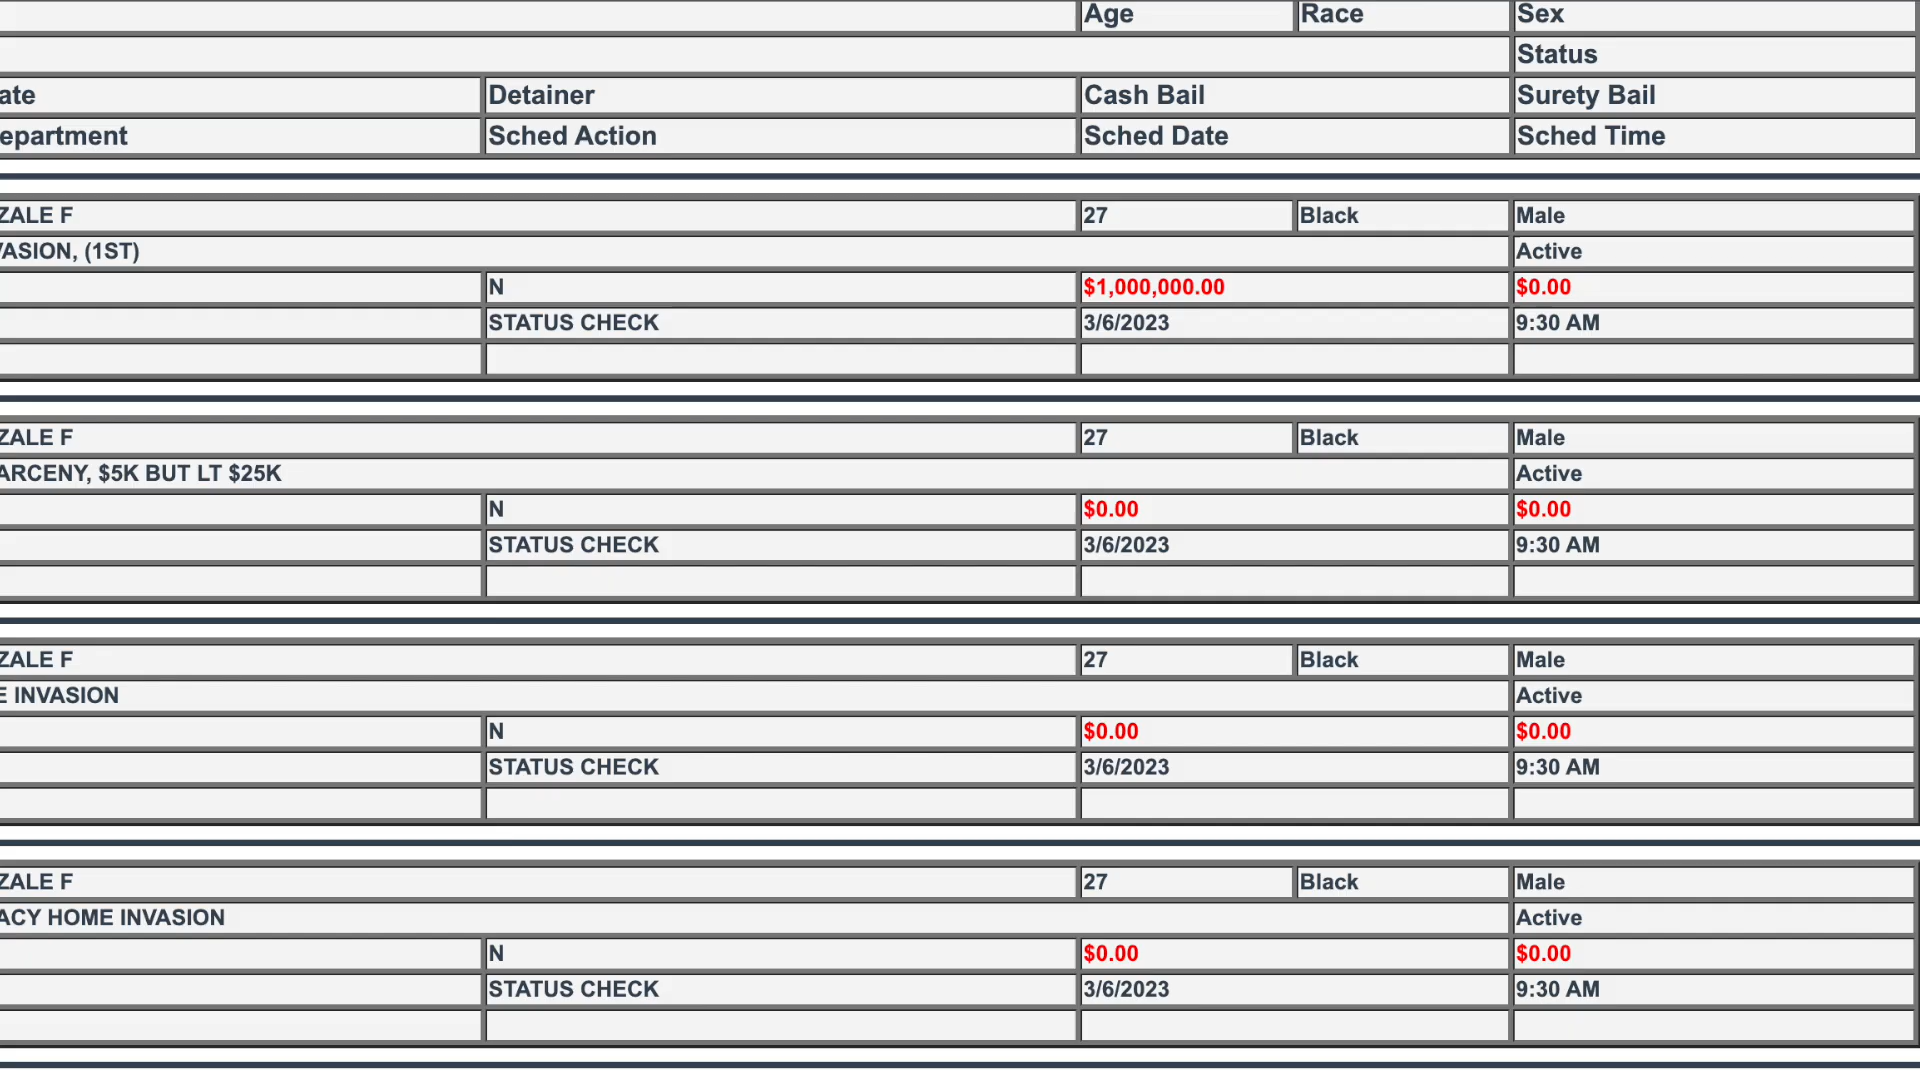 Age Race Sex
Status
ate Detainer Cash Bail Surety Bail
epartment Sched Action Sched Date Sched Time
ZALE F 27 Black Male
VASION, (1ST) Active
N $1,000,000.00 $0.00
STATUS CHECK 3/6/2023 9:30 AM
ZALE F 27 Black Male
ARCENY, $5K BUT LT $25K Active
N $0.00 $0.00
STATUS CHECK 3/6/2023 9:30 AM
ZALE F 27 Black Male
E INVASION Active
N $0.00 $0.00
STATUS CHECK 3/6/2023 9:30 AM
ZALE F 27 Black Male
ACY HOME INVASION Active
N $0.00 $0.00
STATUS CHECK 3/6/2023 9:30 AM